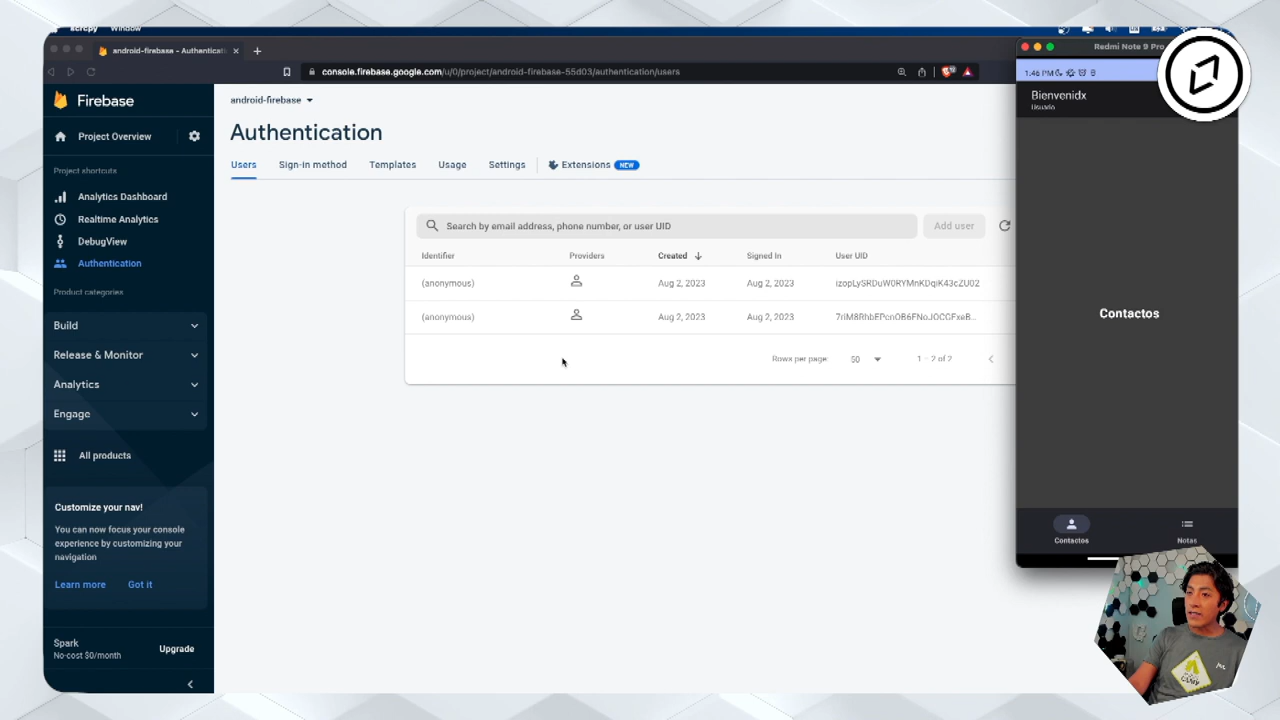 scrcpy Window
android-firebase - Authenticat
Redmi Note 9 Pro
console.firebase.google.com/u/0/project/android-firebase-55d03/authentication/users
1:46 PM
Firebase
android-firebase
Bienvenidx
Usuario
Authentication
Project Overview
Users Sign-in method Templates Usage Settings Extensions NEW
Project shortcuts
Analytics Dashboard
Realtime Analytics
DebugView
Authentication
Product categories
Build
Release & Monitor
Analytics
Engage
All products
Customize your nav!
You can now focus your console
experience by customizing your
navigation
Learn more Got it
Spark
No-cost $0/month
Upgrade
Search by email address, phone number, or user UID
Add user
Identifier Providers Created Signed In User UID
(anonymous) Aug 2, 2023 Aug 2, 2023
(anonymous) Aug 2, 2023 Aug 2, 2023
Rows per page: 50 1 – 2 of 2
Contactos
Contactos Notas